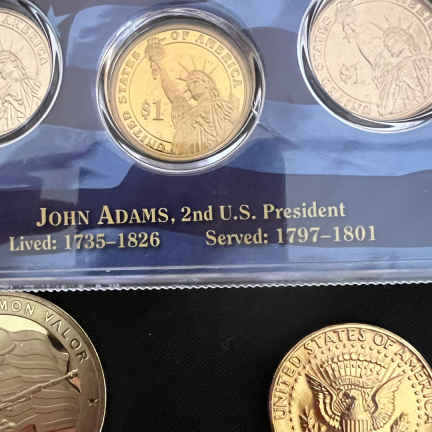 UNITED STATES OF AMERICA
$1
JOHN ADAMS, 2nd U.S. President
Lived: 1735–1826 Served: 1797–1801
MON VALOR
UNITED STATES OF AMERICA